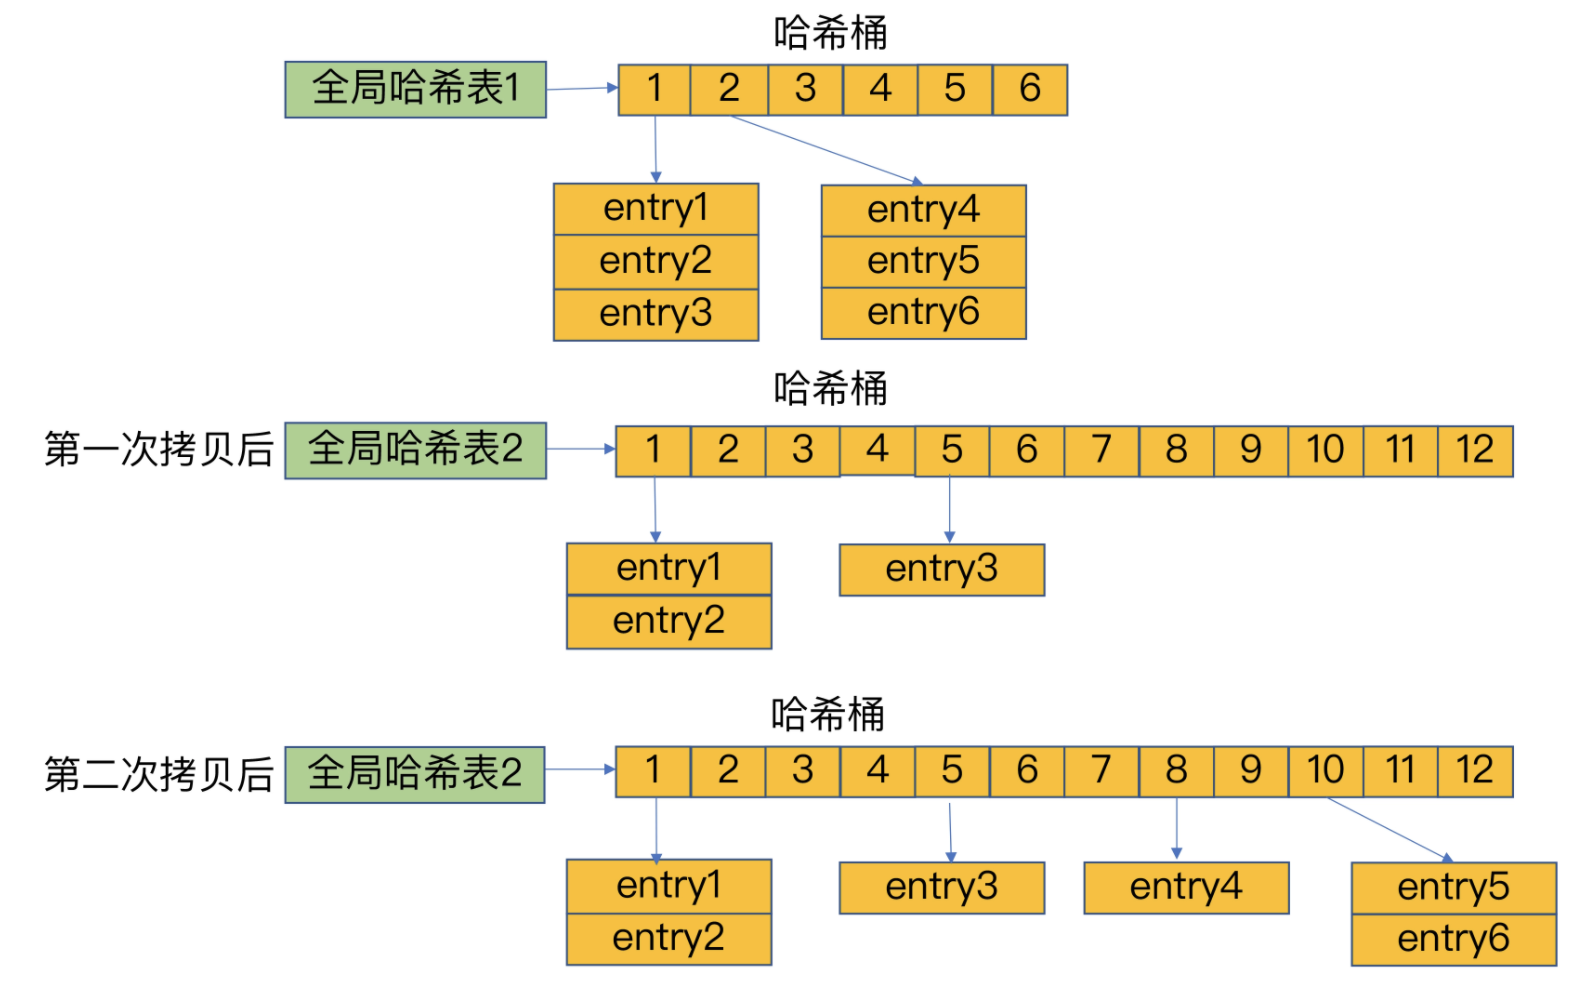 哈希桶
全局哈希表1 1 2 3 4 5 6
entry1 entry4
entry2 entry5
entry3 entry6
哈希桶
第一次拷贝后 全局哈希表2 1 2 3 4 5 6 7 8 9 10 11 12
entry1 entry3
entry2
哈希桶
第二次拷贝后 全局哈希表2 1 2 3 4 5 6 7 8 9 10 11 12
entry1 entry3 entry4 entry5
entry2 entry6